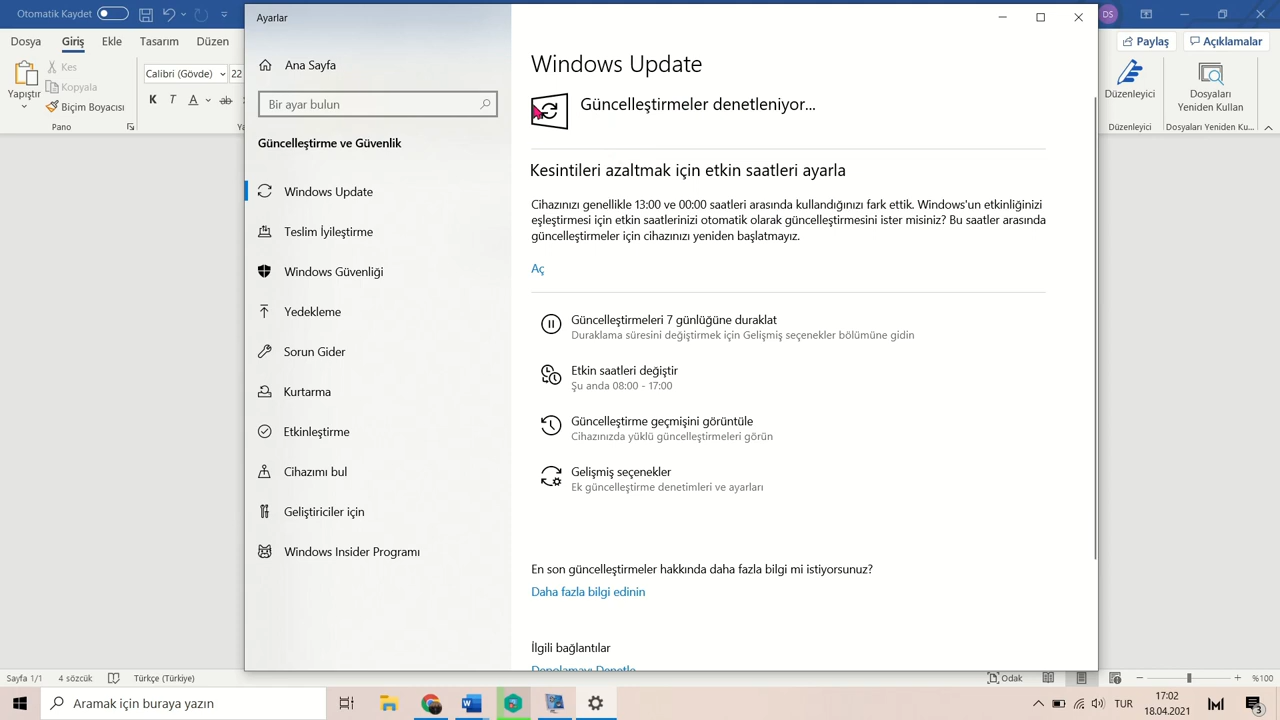 Otomatik Kaydet
Dosya Giriş Ekle Tasarım Düzen
Paylaş Açıklamalar
Yapıştır
Kes
Kopyala
Biçim Boyacısı
Pano
Calibri (Gövde) 22
K T A ab
Düzenleyici
Düzenleyici
Dosyaları
Yeniden Kullan
Dosyaları Yeniden Ku...
Ayarlar
Ana Sayfa
Bir ayar bulun
Güncelleştirme ve Güvenlik
Windows Update
Teslim İyileştirme
Windows Güvenliği
Yedekleme
Sorun Gider
Kurtarma
Etkinleştirme
Cihazımı bul
Geliştiriciler için
Windows Insider Programı
Windows Update
Güncelleştirmeler denetleniyor...
Kesintileri azaltmak için etkin saatleri ayarla
Cihazınızı genellikle 13:00 ve 00:00 saatleri arasında kullandığınızı fark ettik. Windows'un etkinliğinizi
eşleştirmesi için etkin saatlerinizi otomatik olarak güncelleştirmesini ister misiniz? Bu saatler arasında
güncelleştirmeler için cihazınızı yeniden başlatmayız.
Aç
Güncelleştirmeleri 7 günlüğüne duraklat
Duraklama süresini değiştirmek için Gelişmiş seçenekler bölümüne gidin
Etkin saatleri değiştir
Şu anda 08:00 - 17:00
Güncelleştirme geçmişini görüntüle
Cihazınızda yüklü güncelleştirmeleri görün
Gelişmiş seçenekler
Ek güncelleştirme denetimleri ve ayarları
En son güncelleştirmeler hakkında daha fazla bilgi mi istiyorsunuz?
Daha fazla bilgi edinin
İlgili bağlantılar
Depolamayı Denetle
Sayfa 1/1 4 sözcük Türkçe (Türkiye)
Odak
%100
Aramak için buraya yazın
TUR
17:02
18.04.2021
3